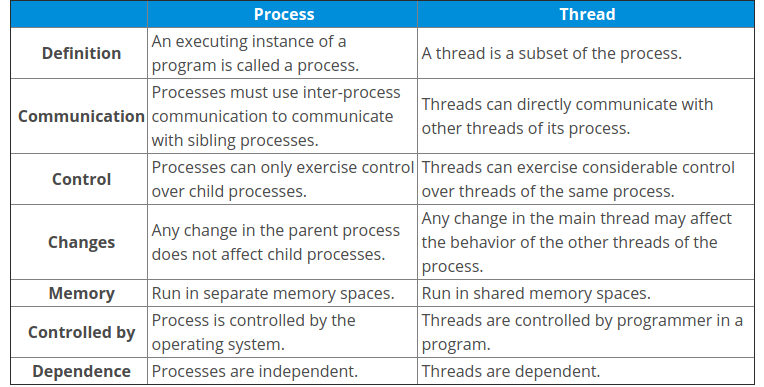 Process Thread
Definition
An executing instance of a
program is called a process.
A thread is a subset of the process.
Communication
Processes must use inter-process
communication to communicate
with sibling processes.
Threads can directly communicate with
other threads of its process.
Control
Processes can only exercise control
over child processes.
Threads can exercise considerable control
over threads of the same process.
Changes
Any change in the parent process
does not affect child processes.
Any change in the main thread may affect
the behavior of the other threads of the
process.
Memory
Run in separate memory spaces.
Run in shared memory spaces.
Controlled by
Process is controlled by the
operating system.
Threads are controlled by programmer in a
program.
Dependence
Processes are independent.
Threads are dependent.